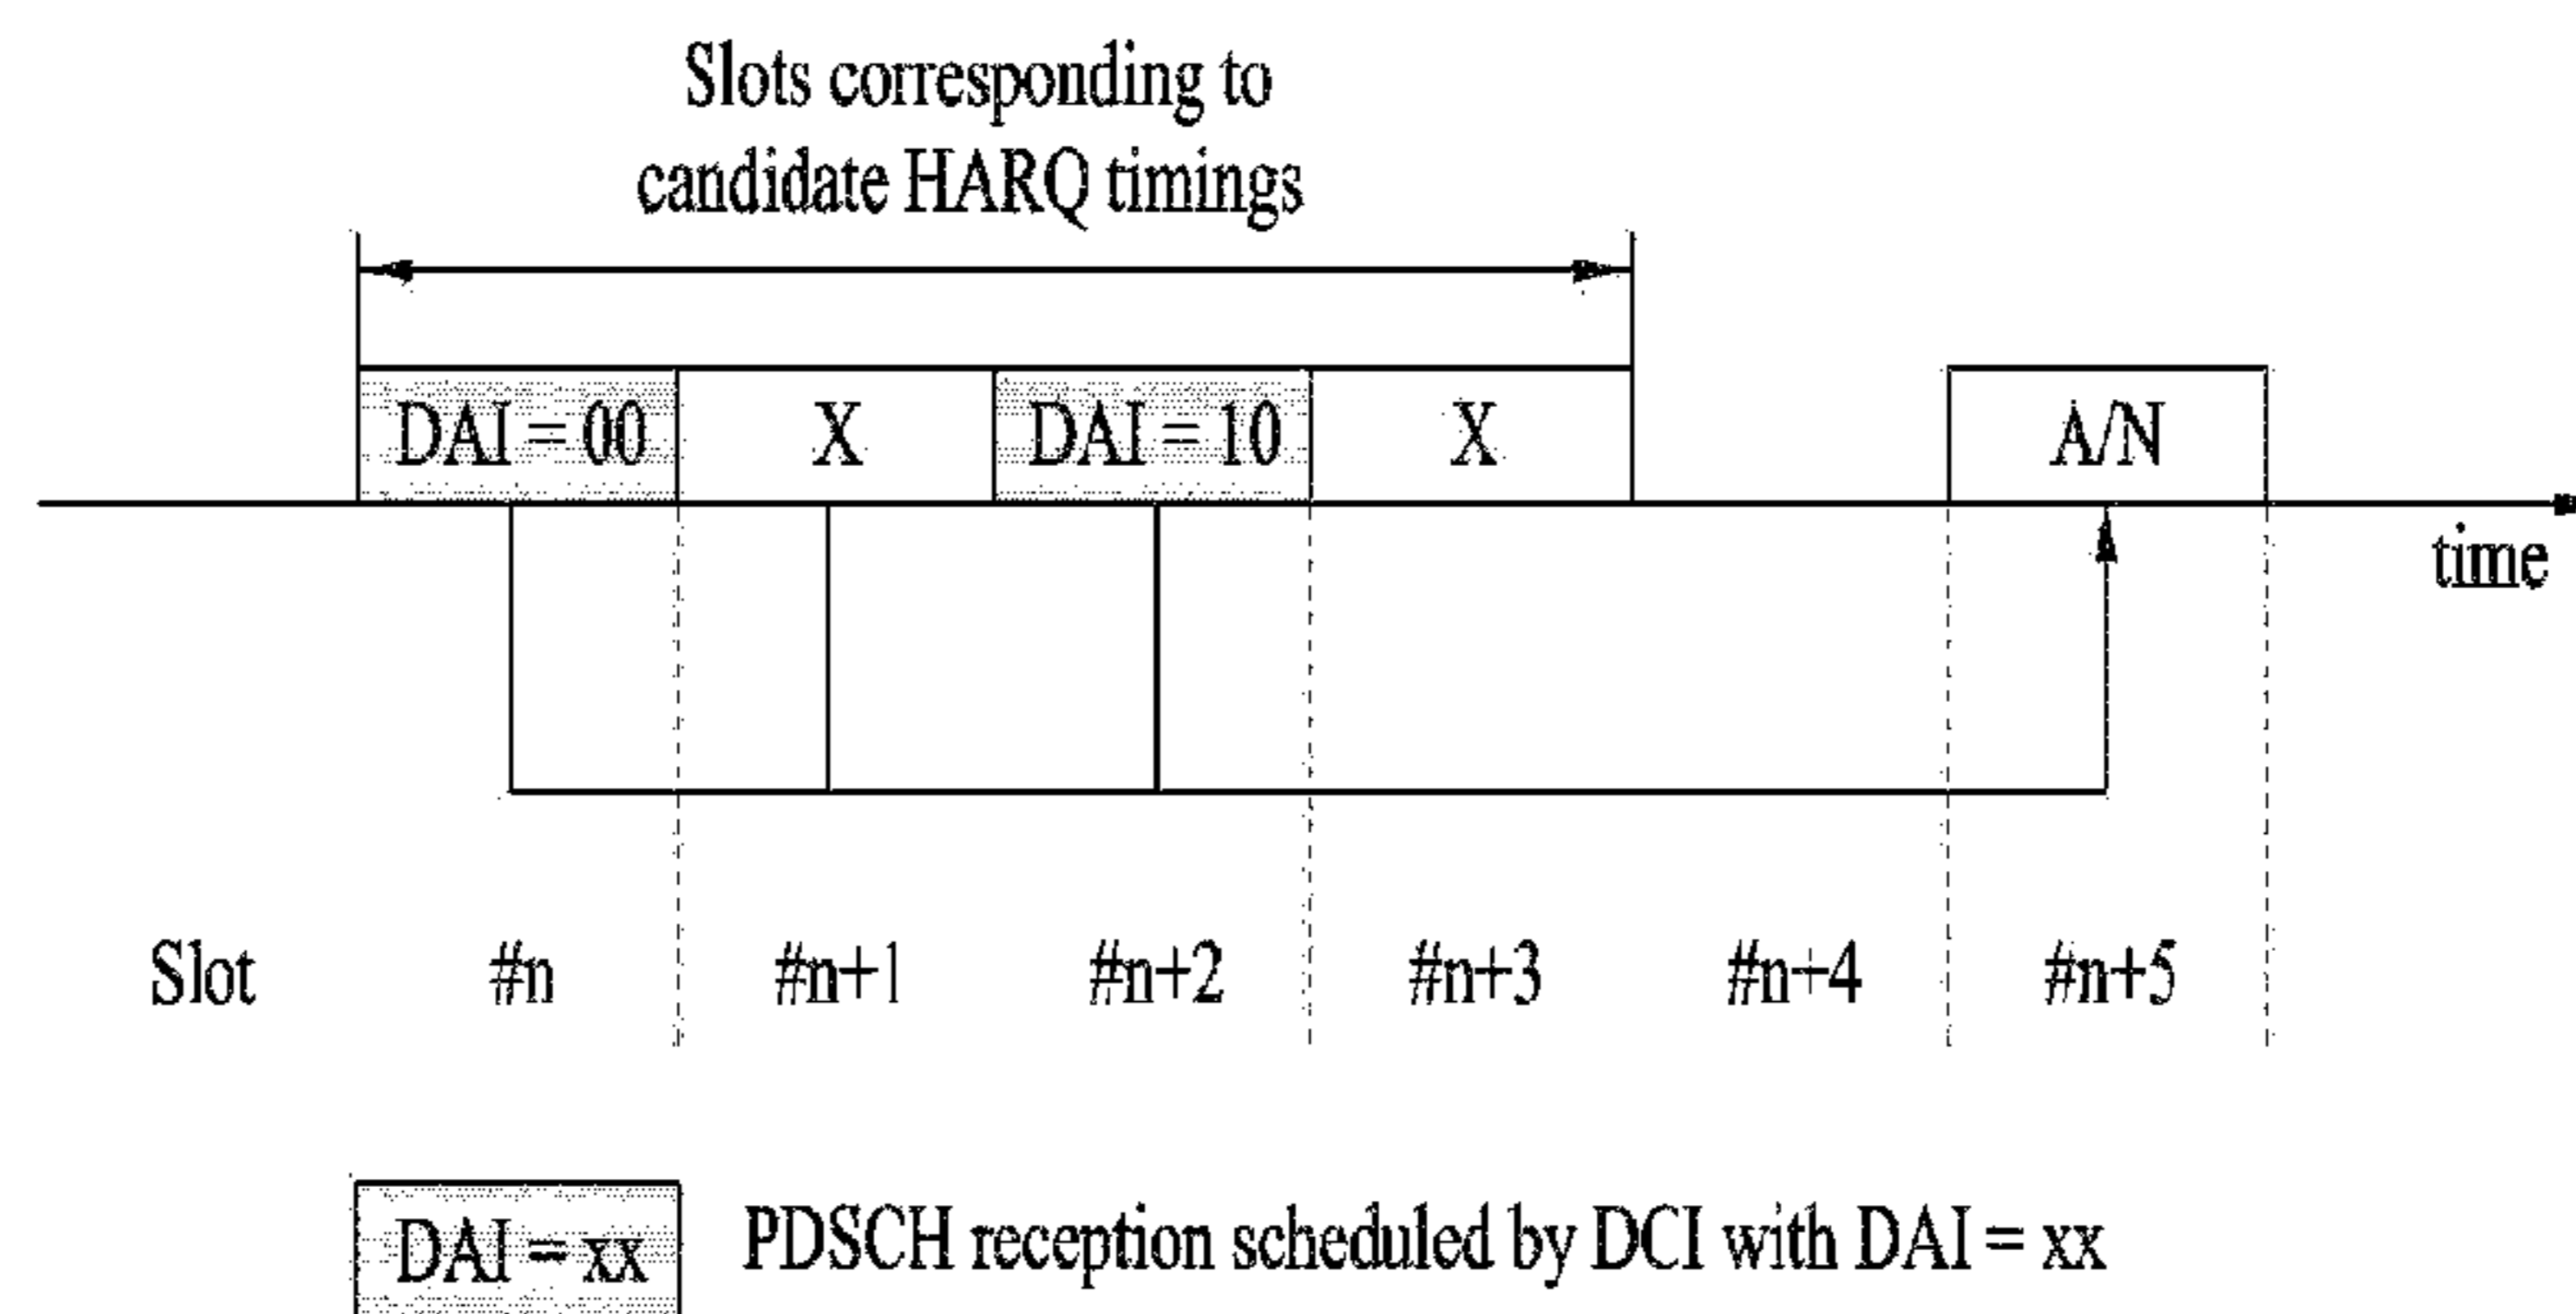 Slots corresponding to
candidate HARQ timings
DAI = 00 X DAI = 10 X A/N
time
Slot #n #n+1 #n+2 #n+3 #n+4 #n+5
DAI = xx PDSCH reception scheduled by DCI with DAI = xx